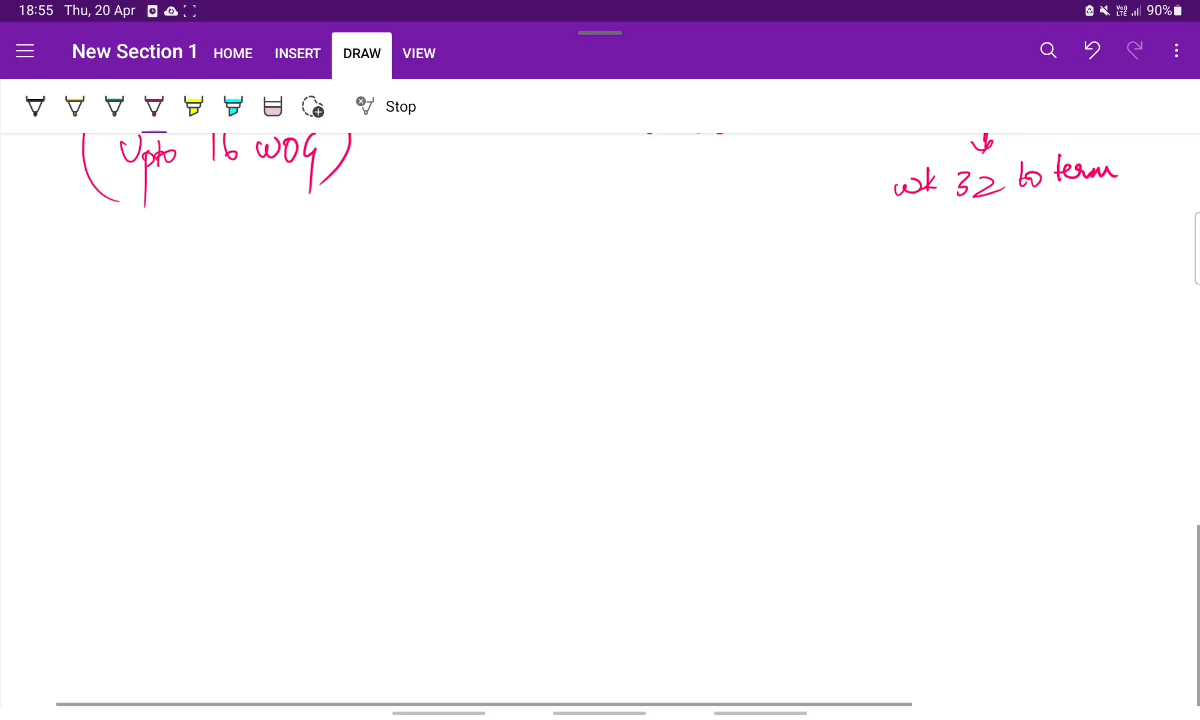 18:55 Thu, 20 Apr 90%
New Section 1 HOME INSERT DRAW VIEW
Stop
(Upto 16 WOG)
wk 32 to term